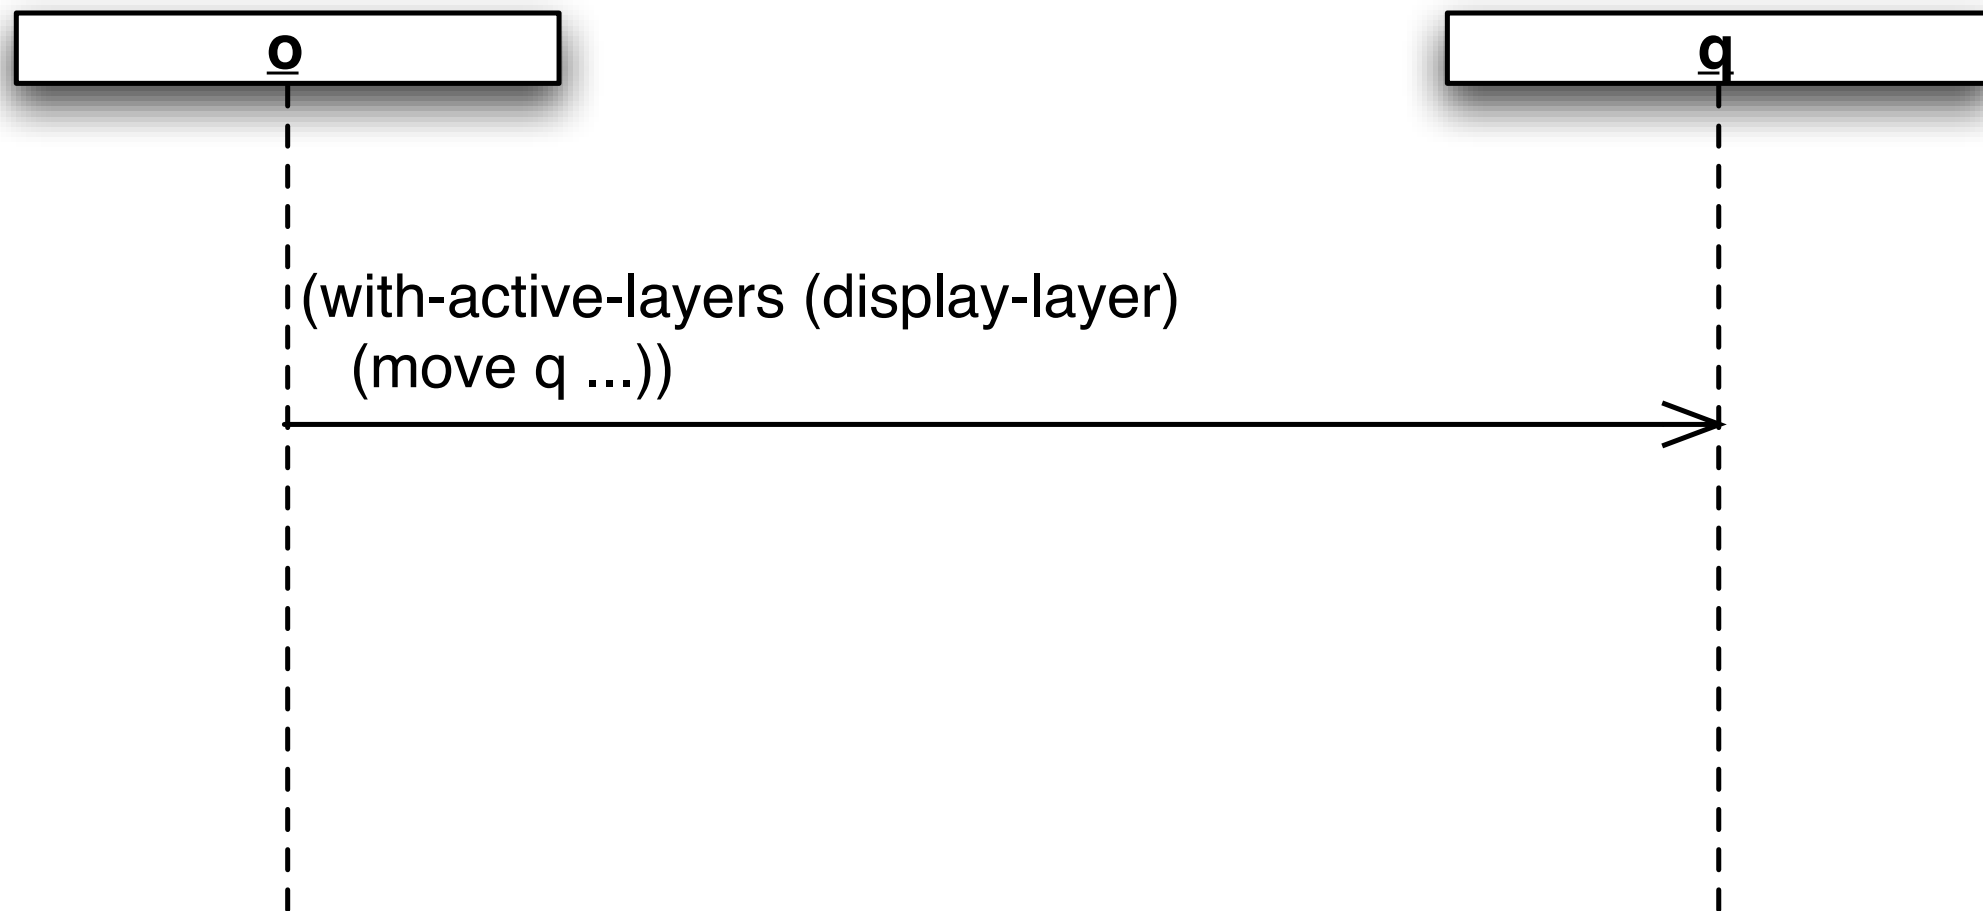 o
q
(with-active-layers (display-layer)
(move q ...))